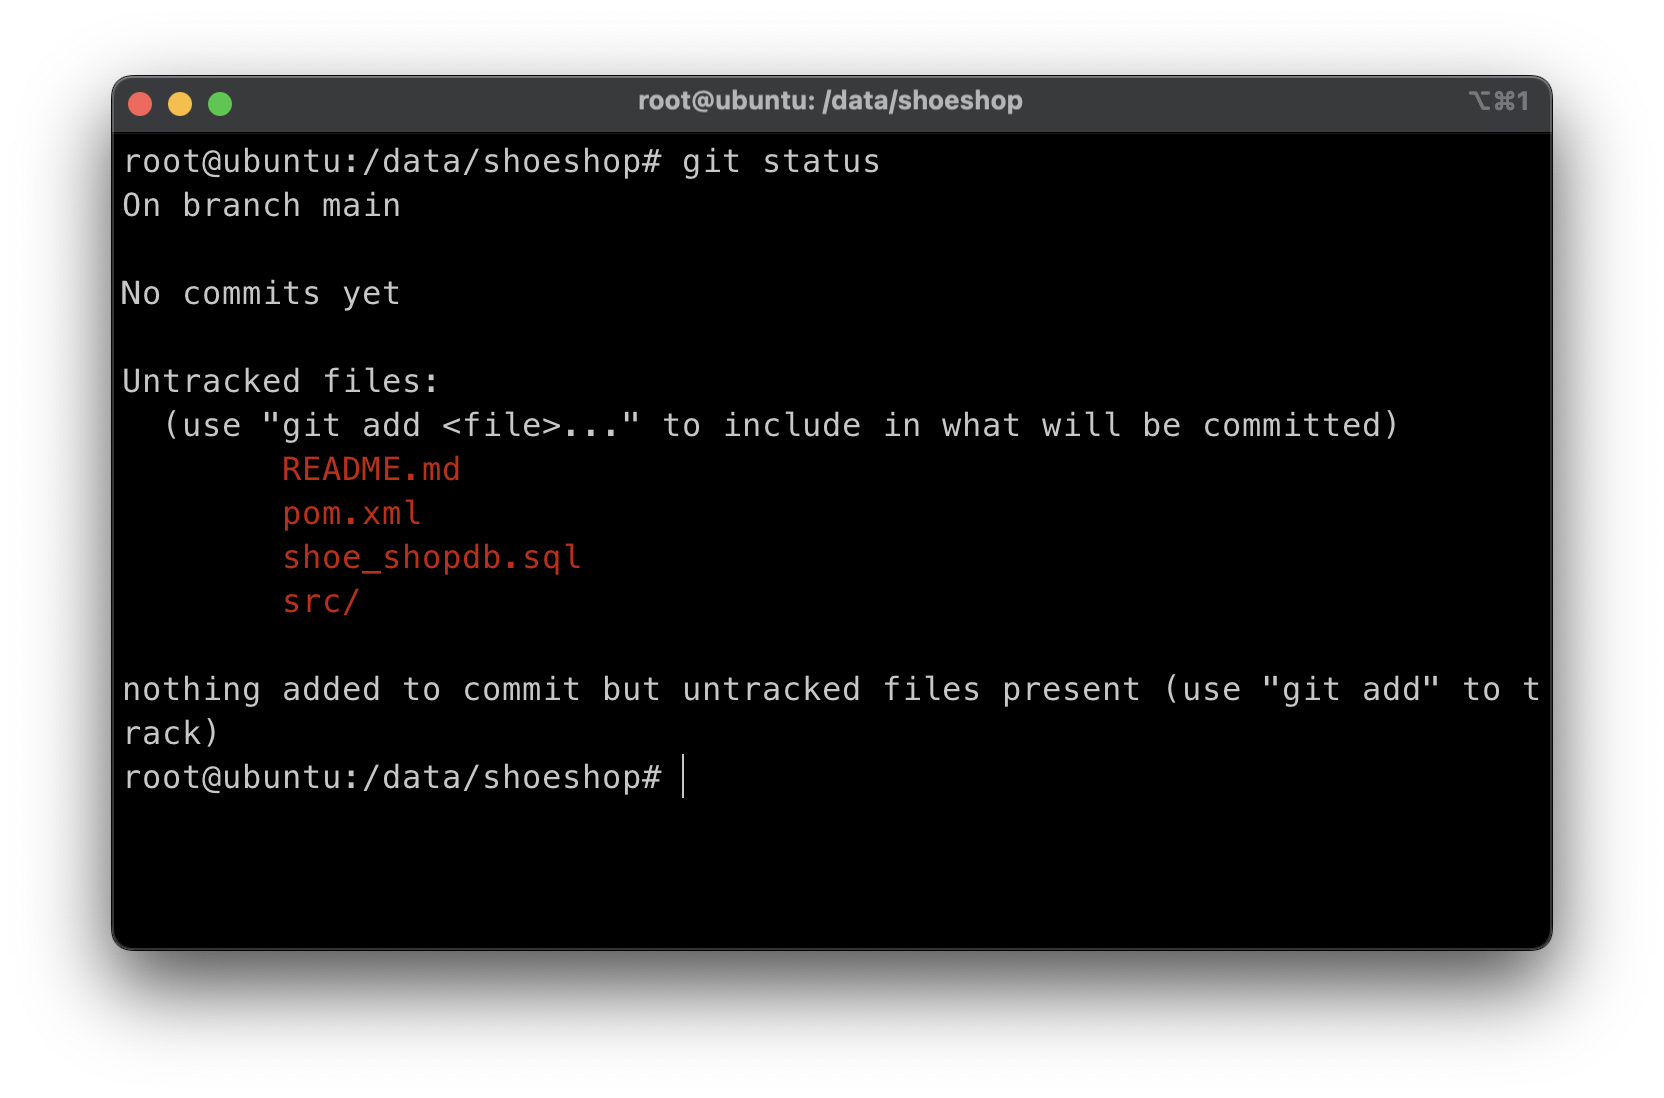 root@ubuntu: /data/shoeshop
⌥⌘1
root@ubuntu:/data/shoeshop# git status
On branch main
No commits yet
Untracked files:
  (use "git add <file>..." to include in what will be committed)
        README.md
        pom.xml
        shoe_shopdb.sql
        src/
nothing added to commit but untracked files present (use "git add" to t
rack)
root@ubuntu:/data/shoeshop#